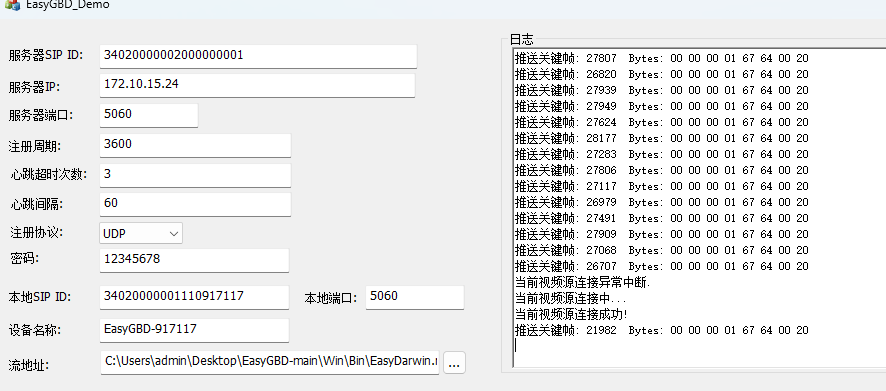 EasyGBD_Demo
服务器SIP ID: 34020000002000000001
服务器IP: 172.10.15.24
服务器端口: 5060
注册周期: 3600
心跳超时次数: 3
心跳间隔: 60
注册协议: UDP
密码: 12345678
本地SIP ID: 34020000001110917117 本地端口: 5060
设备名称: EasyGBD-917117
流地址: C:\Users\admin\Desktop\EasyGBD-main\Win\Bin\EasyDarwin.r ...
日志
推送关键帧: 27807 Bytes: 00 00 00 01 67 64 00 20
推送关键帧: 26820 Bytes: 00 00 00 01 67 64 00 20
推送关键帧: 27939 Bytes: 00 00 00 01 67 64 00 20
推送关键帧: 27949 Bytes: 00 00 00 01 67 64 00 20
推送关键帧: 27624 Bytes: 00 00 00 01 67 64 00 20
推送关键帧: 28177 Bytes: 00 00 00 01 67 64 00 20
推送关键帧: 27283 Bytes: 00 00 00 01 67 64 00 20
推送关键帧: 27806 Bytes: 00 00 00 01 67 64 00 20
推送关键帧: 27117 Bytes: 00 00 00 01 67 64 00 20
推送关键帧: 26979 Bytes: 00 00 00 01 67 64 00 20
推送关键帧: 27491 Bytes: 00 00 00 01 67 64 00 20
推送关键帧: 27909 Bytes: 00 00 00 01 67 64 00 20
推送关键帧: 27068 Bytes: 00 00 00 01 67 64 00 20
推送关键帧: 26707 Bytes: 00 00 00 01 67 64 00 20
当前视频源连接异常中断.
当前视频源连接中...
当前视频源连接成功!
推送关键帧: 21982 Bytes: 00 00 00 01 67 64 00 20